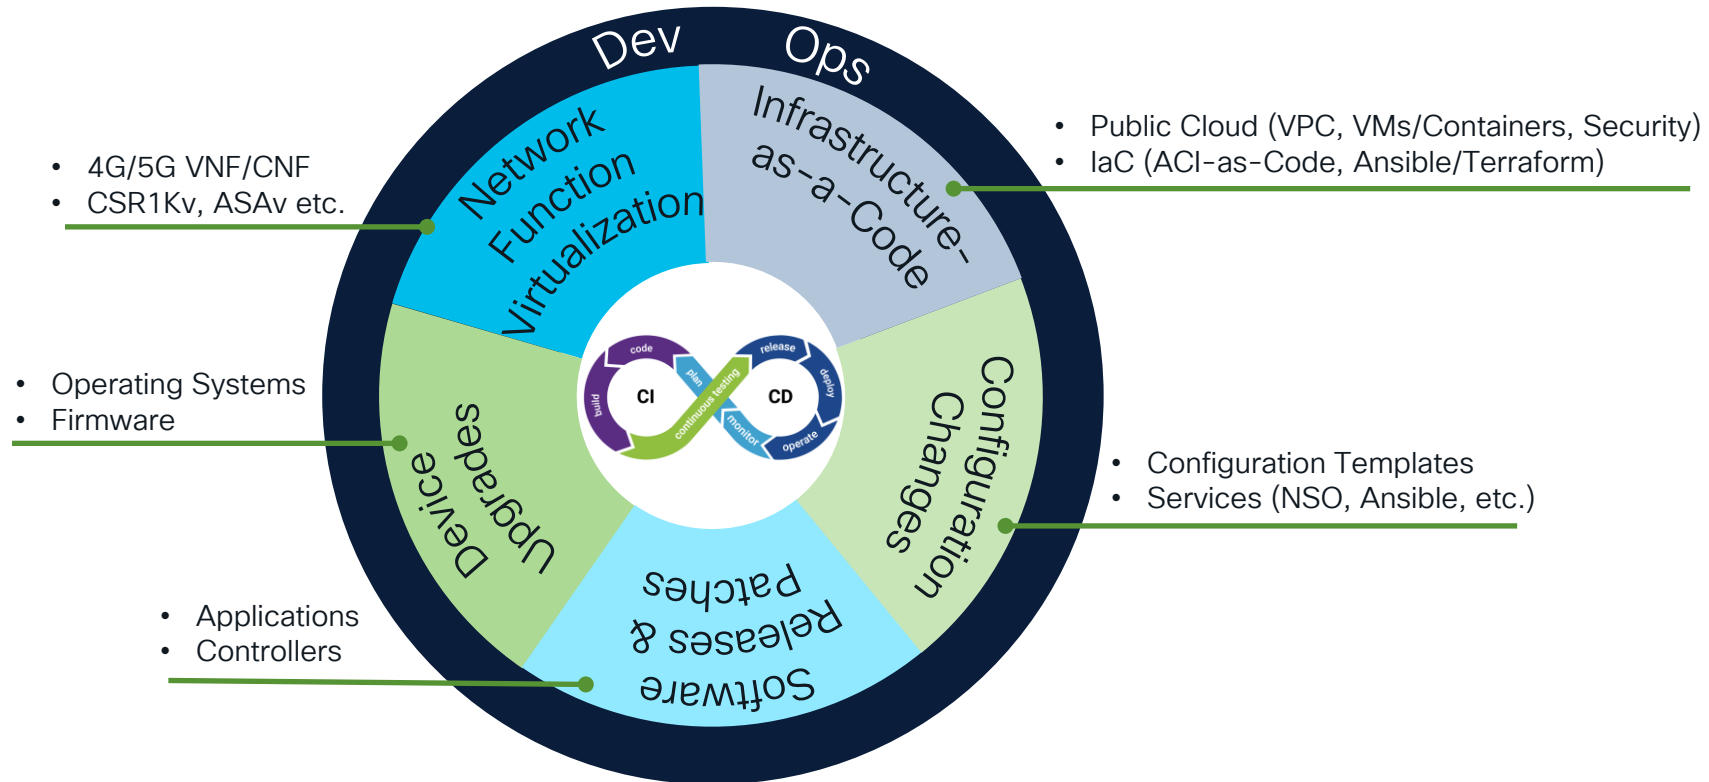 Dev Ops
Network
Function
Virtualization
Infrastructure-
as-a-Code
Configuration
Changes
Software
Releases &
Patches
Device
Upgrades
• 4G/5G VNF/CNF
• CSR1Kv, ASAv etc.
• Public Cloud (VPC, VMs/Containers, Security)
• IaC (ACI-as-Code, Ansible/Terraform)
• Operating Systems
• Firmware
• Configuration Templates
• Services (NSO, Ansible, etc.)
• Applications
• Controllers
code
build
CI
plan
continuous testing
release
deploy
CD
operate
monitor